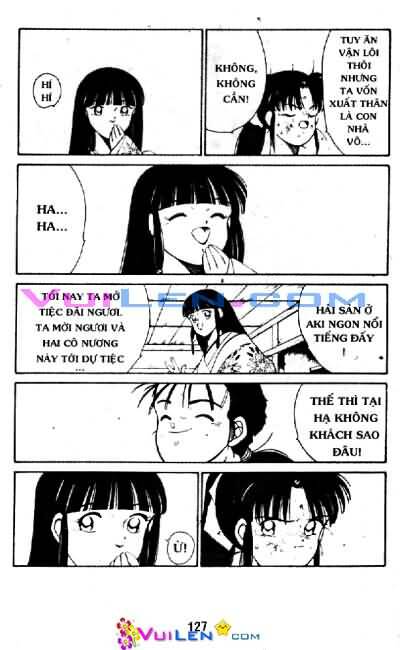 HÍ
HÍ
KHÔNG,
KHÔNG
CẦN!
TUY ĂN
VẬN LÔI
THÔI
NHƯNG
TA VỐN
XUẤT THÂN
LÀ CON
NHÀ
VÕ...
HA...
HA...
TỐI NAY TA MỞ
TIỆC ĐÃI NGƯƠI.
TA MỜI NGƯƠI VÀ
HAI CÔ NƯƠNG
NÀY TỚI DỰ TIỆC
...
HẢI SẢN Ở
AKI NGON NỔI
TIẾNG ĐẤY
!
VUILEN.COM
THẾ THÌ TẠI
HẠ KHÔNG
KHÁCH SAO
ĐÂU!
Ừ!
127
VUILEN.COM